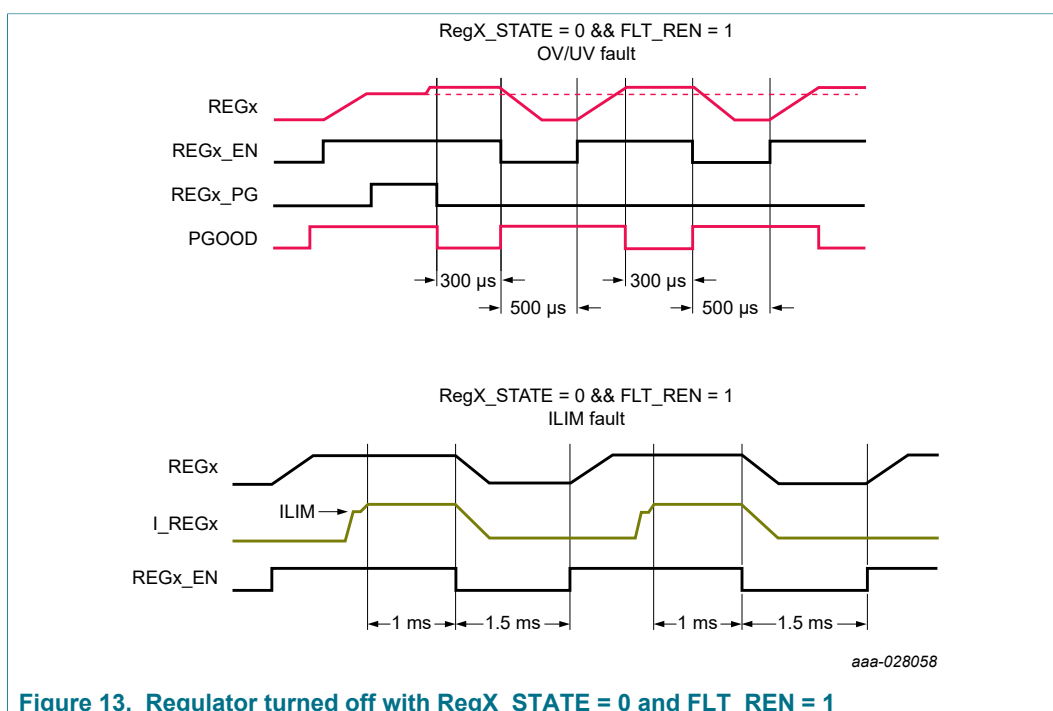 RegX_STATE = 0 && FLT_REN = 1
OV/UV fault
REGx
REGx_EN
REGx_PG
PGOOD
300 µs
300 µs
500 µs
500 µs
RegX_STATE = 0 && FLT_REN = 1
ILIM fault
REGx
ILIM
I_REGx
REGx_EN
1 ms
1.5 ms
1 ms
1.5 ms
aaa-028058
Figure 13. Regulator turned off with RegX_STATE = 0 and FLT_REN = 1